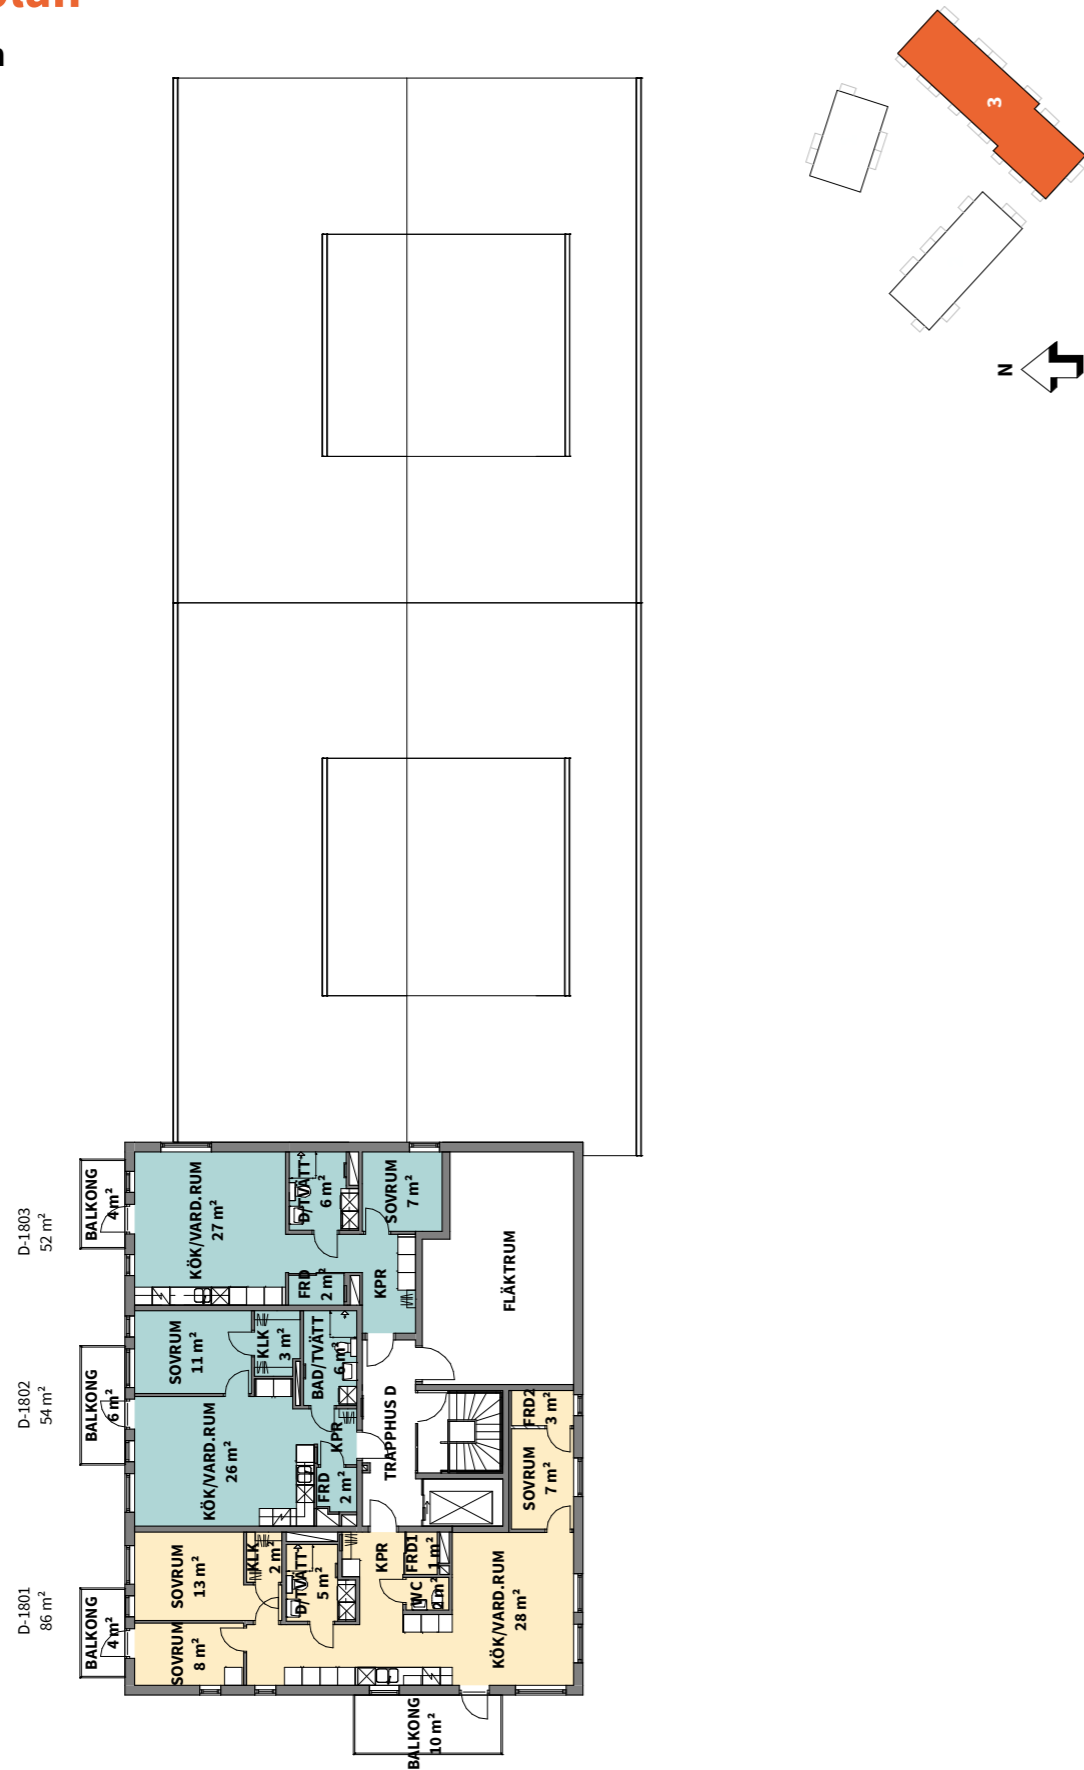 3
N
D-1803
52 m²
BALKONG
4 m²
KÖK/VARD.RUM
27 m²
D/TVÄTT
6 m²
SOVRUM
7 m²
FRD
2 m²
KPR
FLÄKTRUM
D-1802
54 m²
BALKONG
6 m²
SOVRUM
11 m²
KLK
3 m²
BAD/TVÄTT
6 m²
KÖK/VARD.RUM
26 m²
KPR
FRD
2 m²
TRAPPHUS D
FRD2
3 m²
SOVRUM
7 m²
D-1801
86 m²
BALKONG
4 m²
SOVRUM
13 m²
KLK
2 m²
D/TVÄTT
5 m²
KPR
FRD1
1 m²
WC
2 m²
SOVRUM
8 m²
KÖK/VARD.RUM
28 m²
BALKONG
10 m²